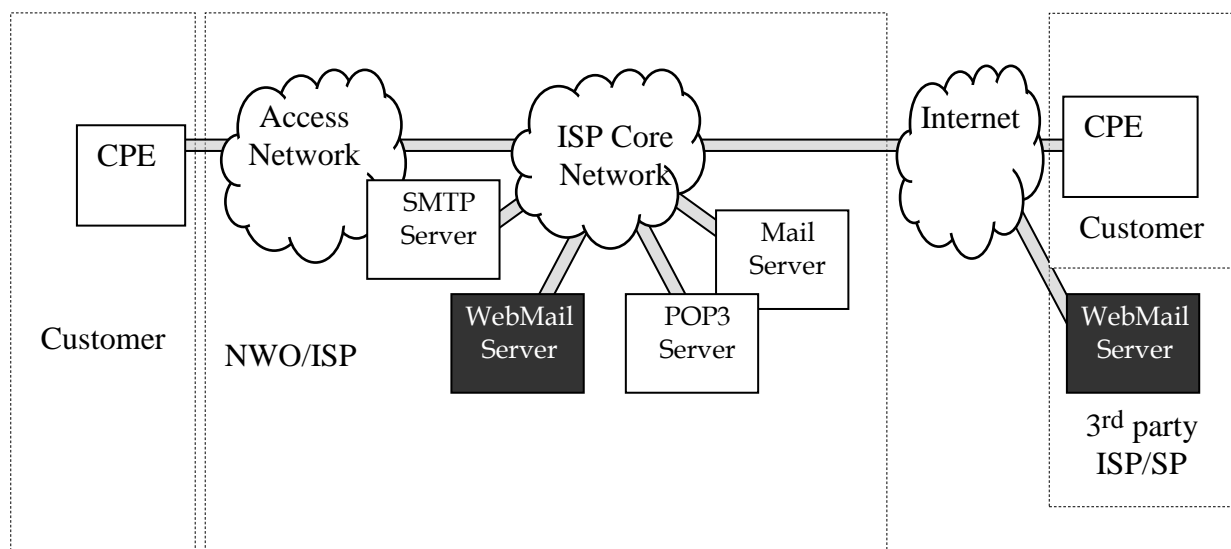 CPE
Access
Network
ISP Core
Network
Internet
CPE
SMTP
Server
Mail
Server
Customer
WebMail
Server
POP3
Server
WebMail
Server
Customer
NWO/ISP
3rd party
ISP/SP